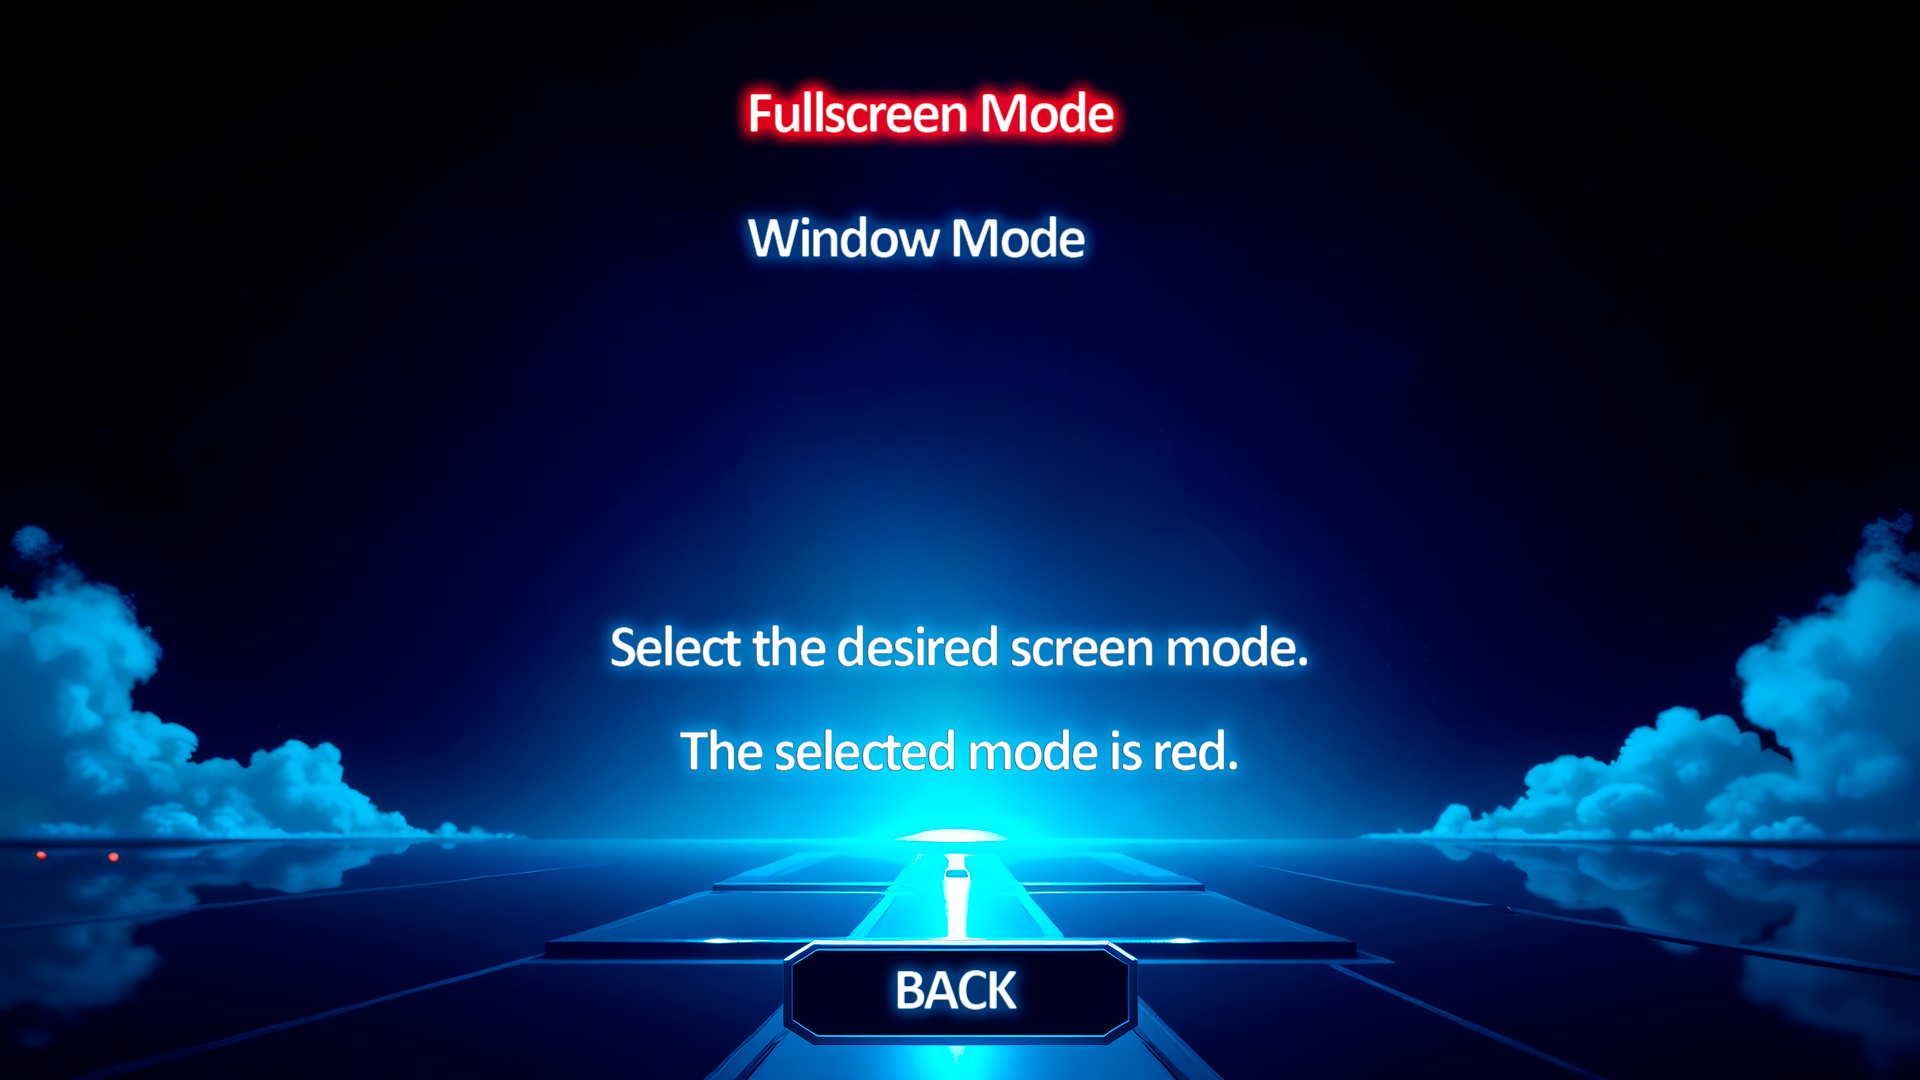 Fullscreen Mode
Window Mode
Select the desired screen mode.
The selected mode is red.
BACK